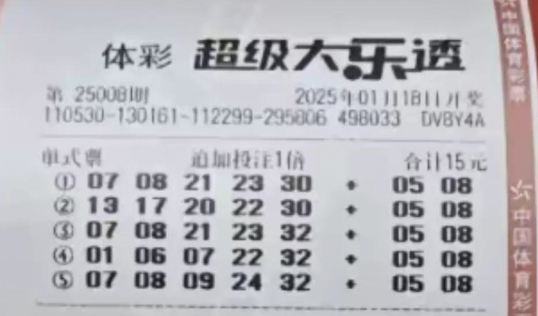 体彩 超级大乐透
第 25008期 2025年01月18日开奖
110530-130161-112299-295806 498033 DV8Y4A
单式票 追加投注1倍 合计15元
① 07 08 21 23 30 + 05 08
② 13 17 20 22 30 + 05 08
③ 07 08 21 23 32 + 05 08
④ 01 06 07 22 32 + 05 08
⑤ 07 08 09 24 32 + 05 08
中国体育彩票
中国体育彩